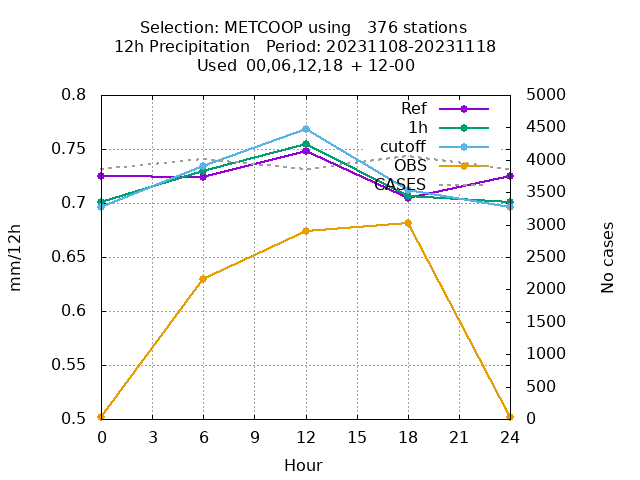 Selection: METCOOP using   376 stations
12h Precipitation   Period: 20231108-20231118
Used  00,06,12,18  + 12-00
0.8
0.75
0.7
0.65
0.6
0.55
0.5
mm/12h
5000
4500
4000
3500
3000
2500
2000
1500
1000
500
0
No cases
Ref
1h
cutoff
OBS
CASES
0 3 6 9 12 15 18 21 24
Hour